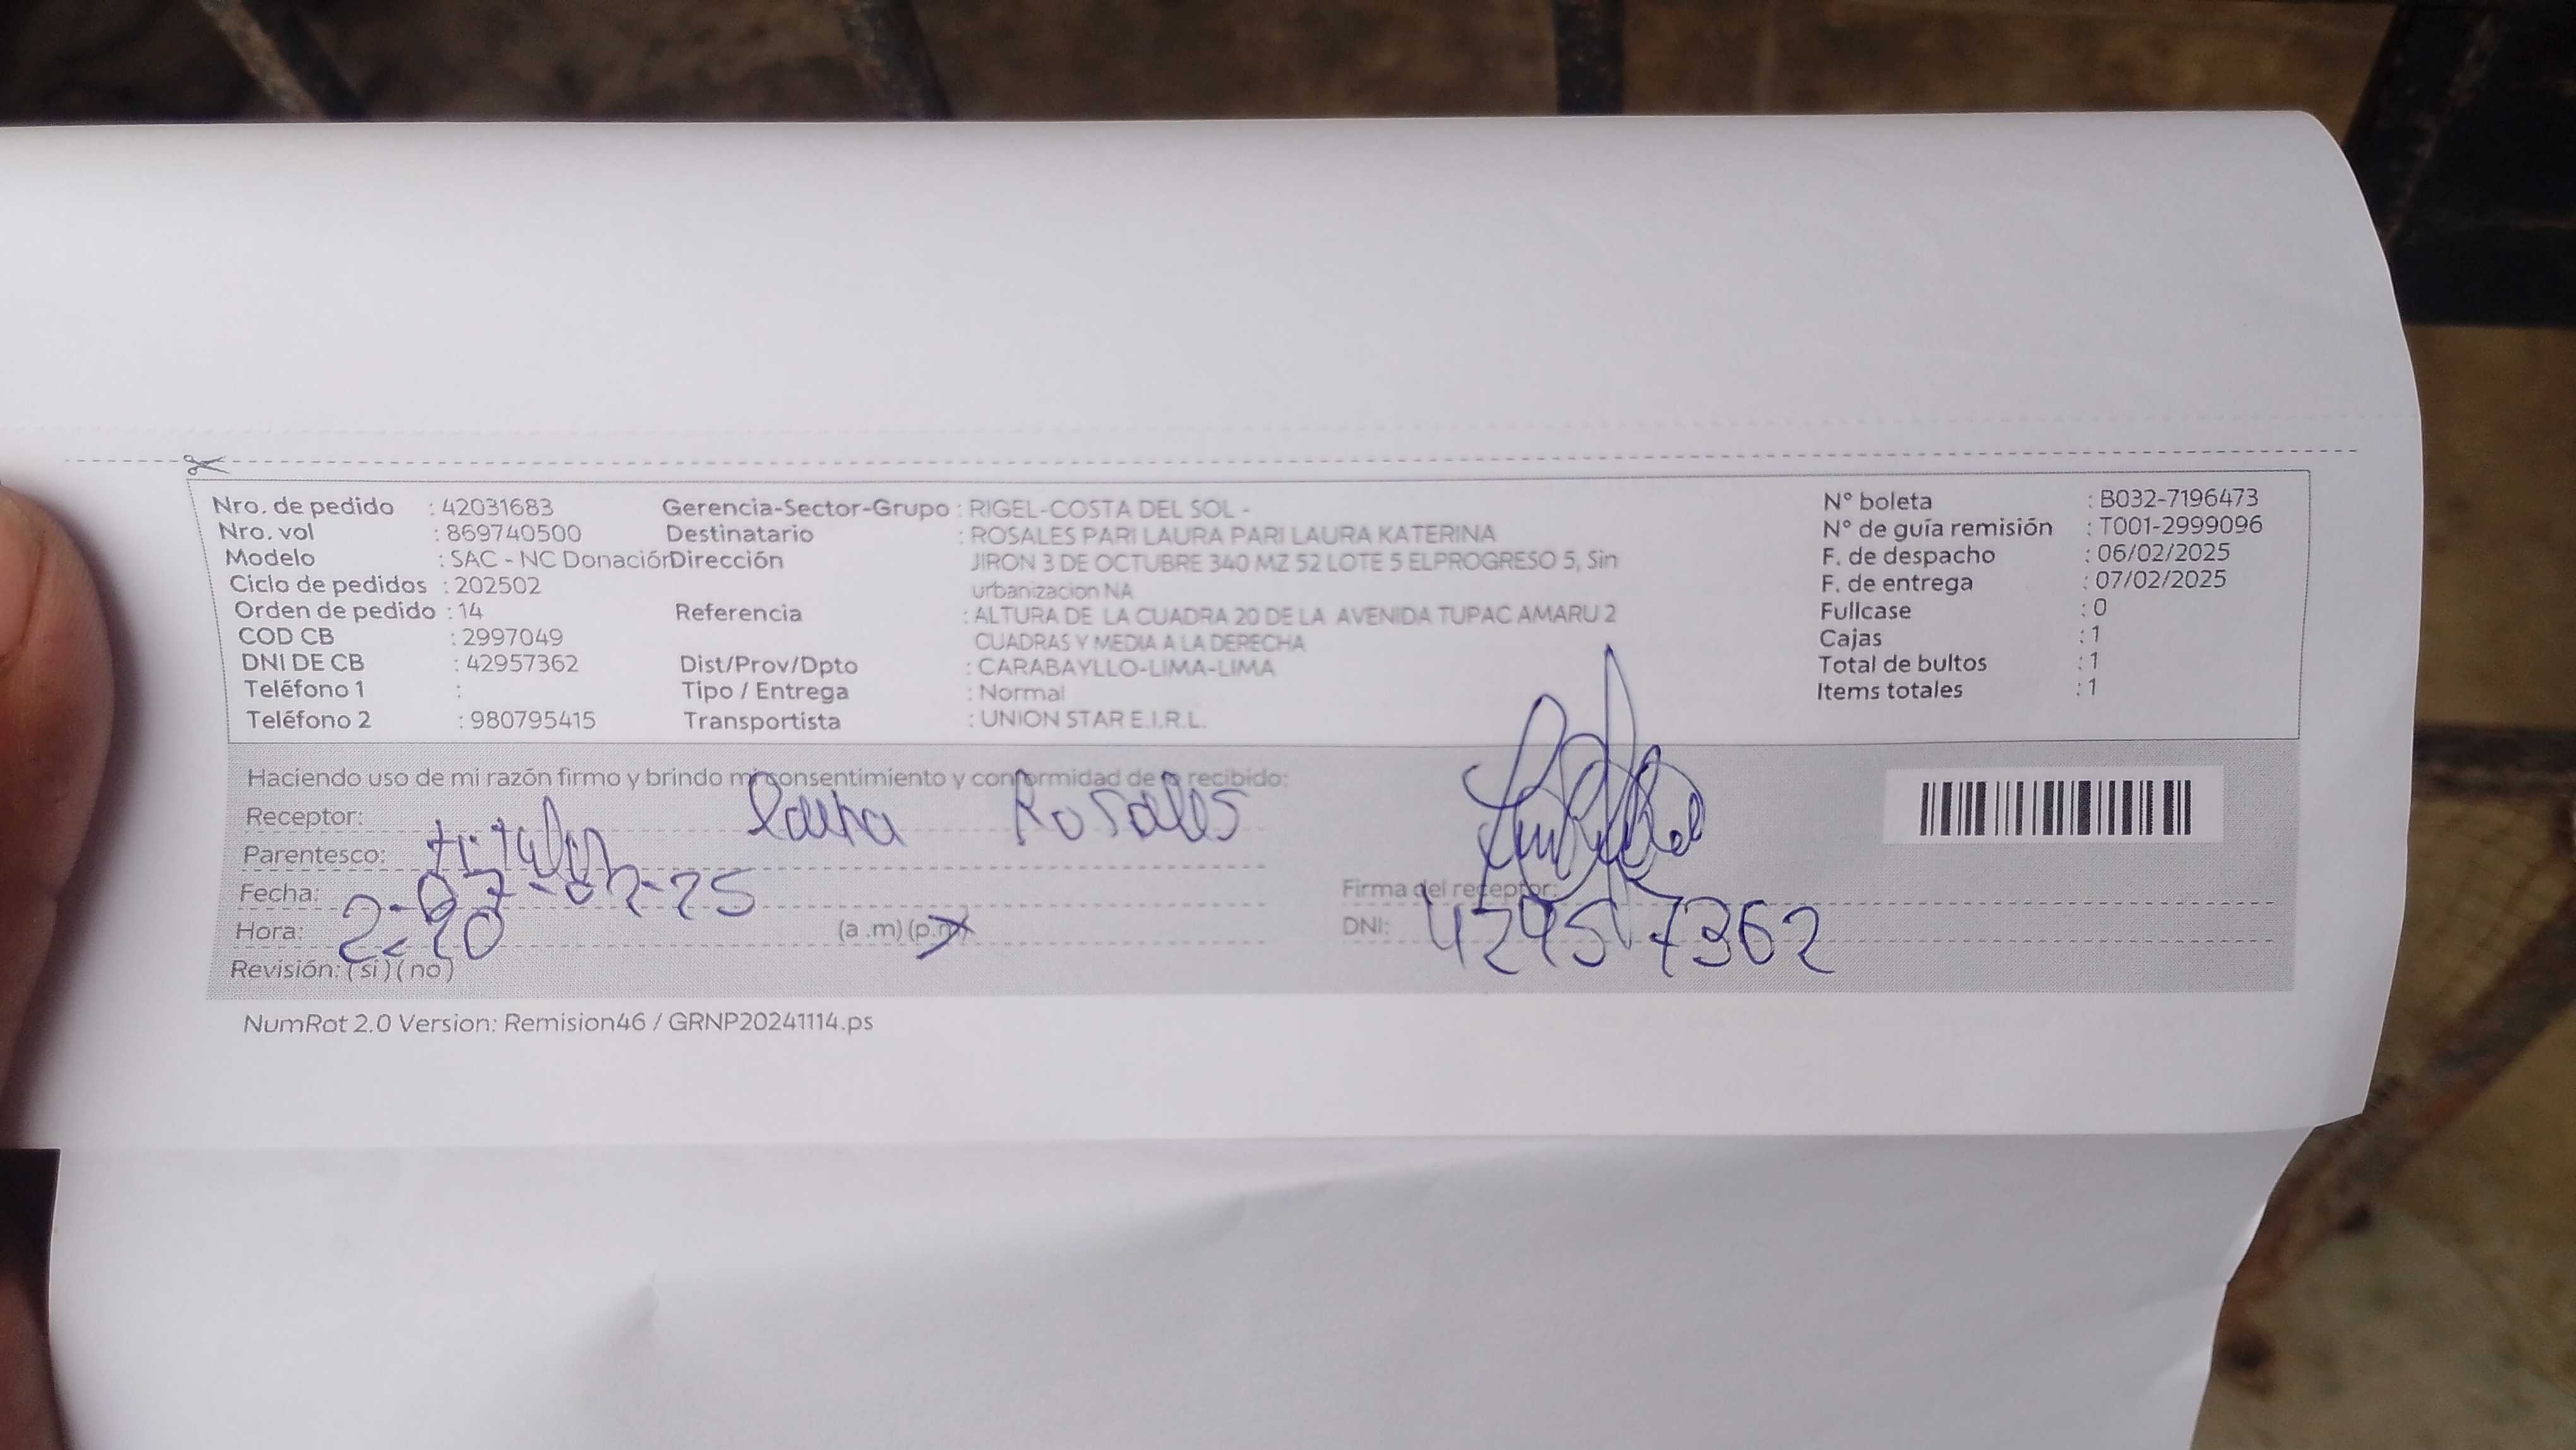 Nro. de pedido : 42031683
Nro. vol : 869740500
Modelo : SAC - NC Donación
Ciclo de pedidos : 202502
Orden de pedido : 14
COD CB : 2997049
DNI DE CB : 42957362
Teléfono 1 :
Teléfono 2 : 980795415
Gerencia-Sector-Grupo : RIGEL-COSTA DEL SOL -
Destinatario : ROSALES PARI LAURA PARI LAURA KATERINA
Dirección JIRON 3 DE OCTUBRE 340 MZ 52 LOTE 5 ELPROGRESO 5, Sin
urbanizacion NA
Referencia : ALTURA DE LA CUADRA 20 DE LA AVENIDA TUPAC AMARU 2
CUADRAS Y MEDIA A LA DERECHA
Dist/Prov/Dpto : CARABAYLLO-LIMA-LIMA
Tipo / Entrega : Normal
Transportista : UNION STAR E.I.R.L.
N° boleta : B032-7196473
N° de guía remisión : T001-2999096
F. de despacho : 06/02/2025
F. de entrega : 07/02/2025
Fullcase : 0
Cajas : 1
Total de bultos : 1
Items totales : 1
Haciendo uso de mi razón firmo y brindo mi consentimiento y conformidad de recibido:
Receptor: Laura Rosales
Parentesco: titular
Fecha: 07-02-25
Hora: (a.m) (p.m)
Revisión: (si) (no)
Firma del receptor:
DNI: 42957362
NumRot 2.0 Version: Remision46 / GRNP20241114.ps